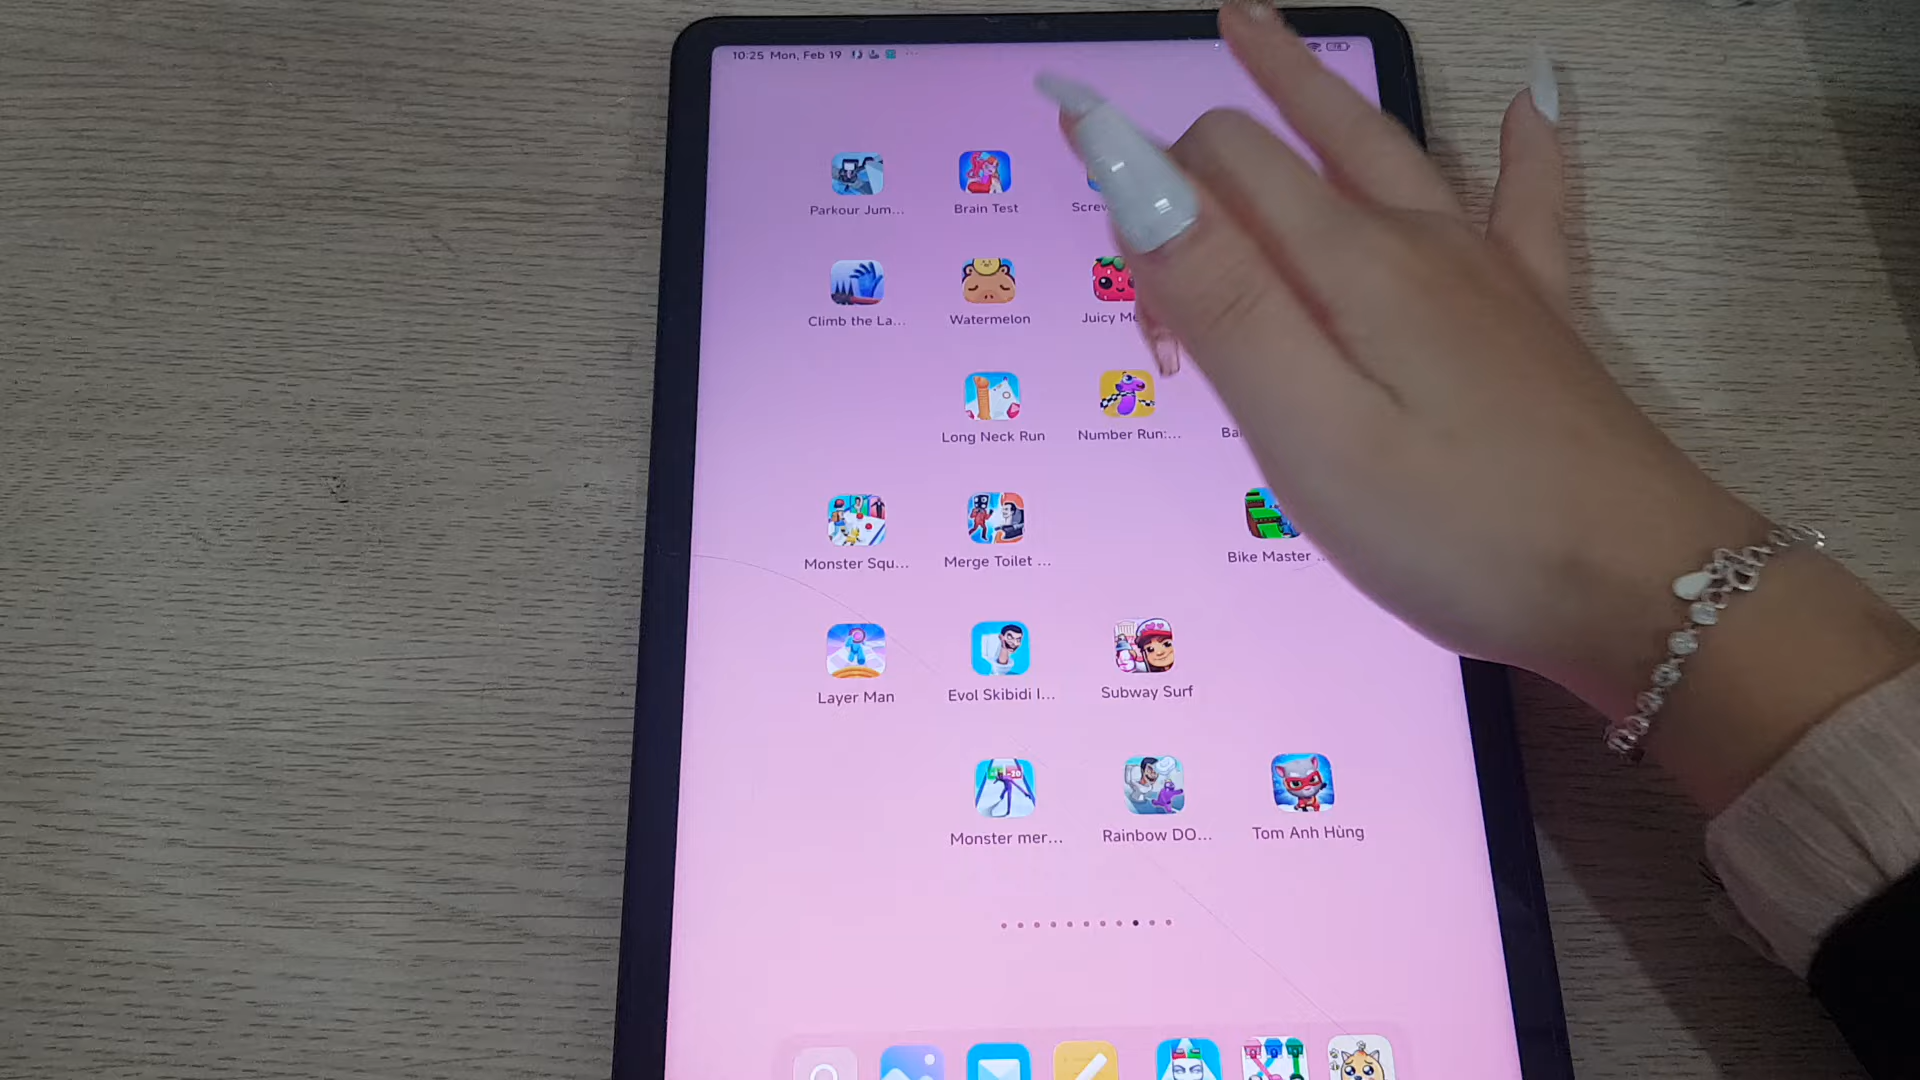 10:25 Mon, Feb 19
Parkour Jum...
Brain Test
Climb the La...
Watermelon
Long Neck Run
Number Run:...
Monster Squ...
Merge Toilet ...
Bike Master ...
Layer Man
Evol Skibidi I...
Subway Surf
Monster mer...
Rainbow DO...
Tom Anh Hùng